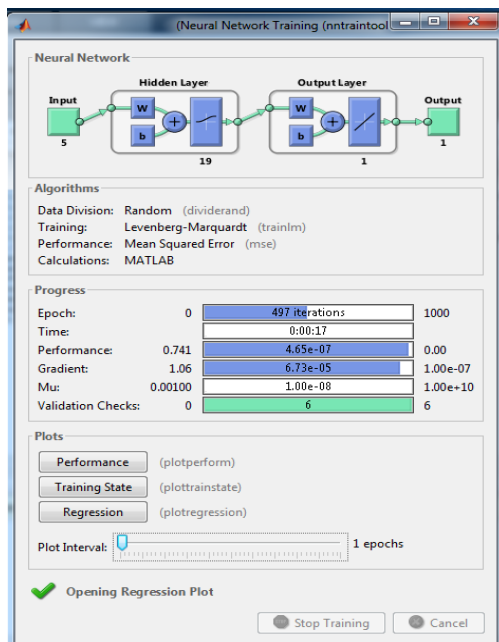 (Neural Network Training (nntraintool
Neural Network
Hidden Layer
Output Layer
Input
Output
W
b
+
W
b
+
5
19
1
1
Algorithms
Data Division: Random (dividerand)
Training: Levenberg-Marquardt (trainlm)
Performance: Mean Squared Error (mse)
Calculations: MATLAB
Progress
Epoch: 0 497 iterations 1000
Time: 0:00:17
Performance: 0.741 4.65e-07 0.00
Gradient: 1.06 6.73e-05 1.00e-07
Mu: 0.00100 1.00e-08 1.00e+10
Validation Checks: 0 6 6
Plots
Performance (plotperform)
Training State (plottrainstate)
Regression (plotregression)
Plot Interval: 1 epochs
Opening Regression Plot
Stop Training
Cancel